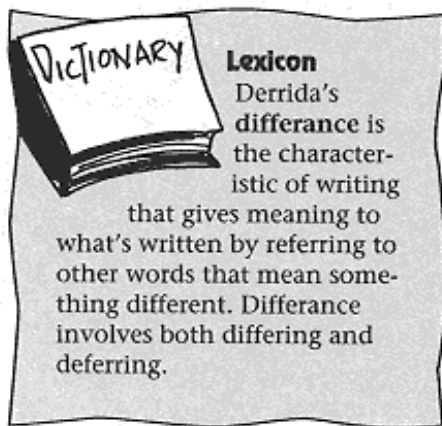 DICTIONARY
Lexicon
Derrida's
differance is
the character-
istic of writing
that gives meaning to
what's written by referring to
other words that mean some-
thing different. Differance
involves both differing and
deferring.